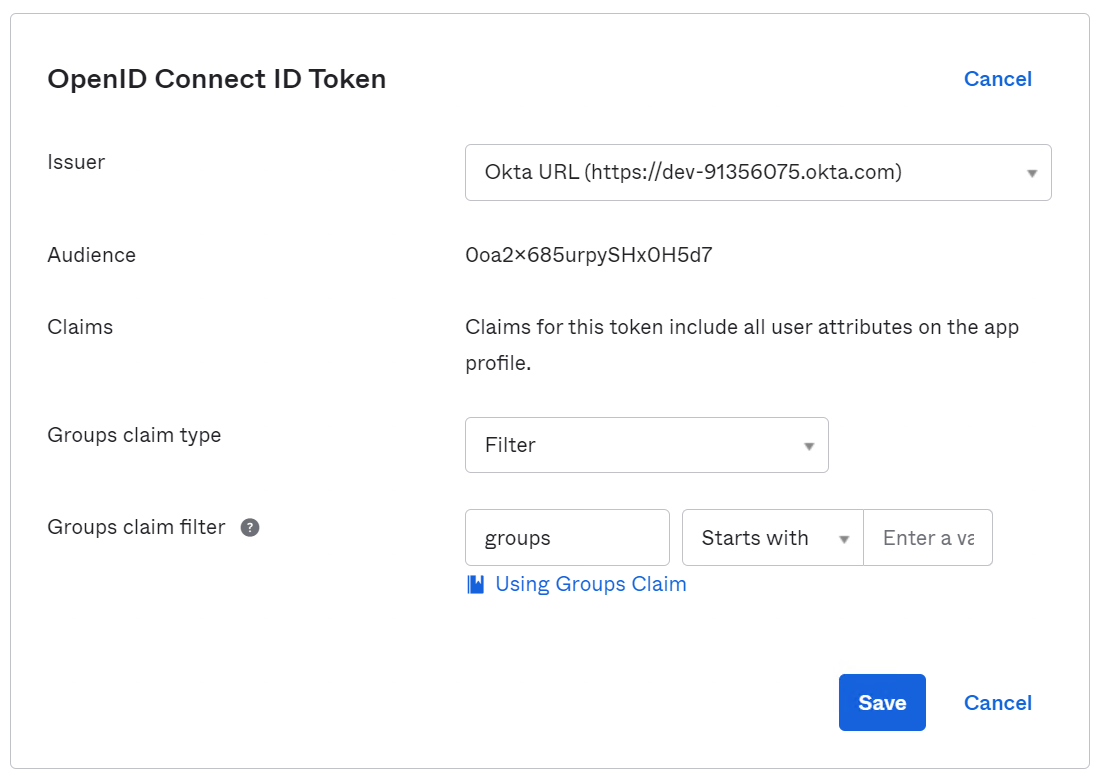 OpenID Connect ID Token
Cancel
Issuer
Okta URL (https://dev-91356075.okta.com)
Audience
0oa2x685urpySHx0H5d7
Claims
Claims for this token include all user attributes on the app
profile.
Groups claim type
Filter
Groups claim filter ?
groups
Starts with
Enter a va
Using Groups Claim
Save
Cancel